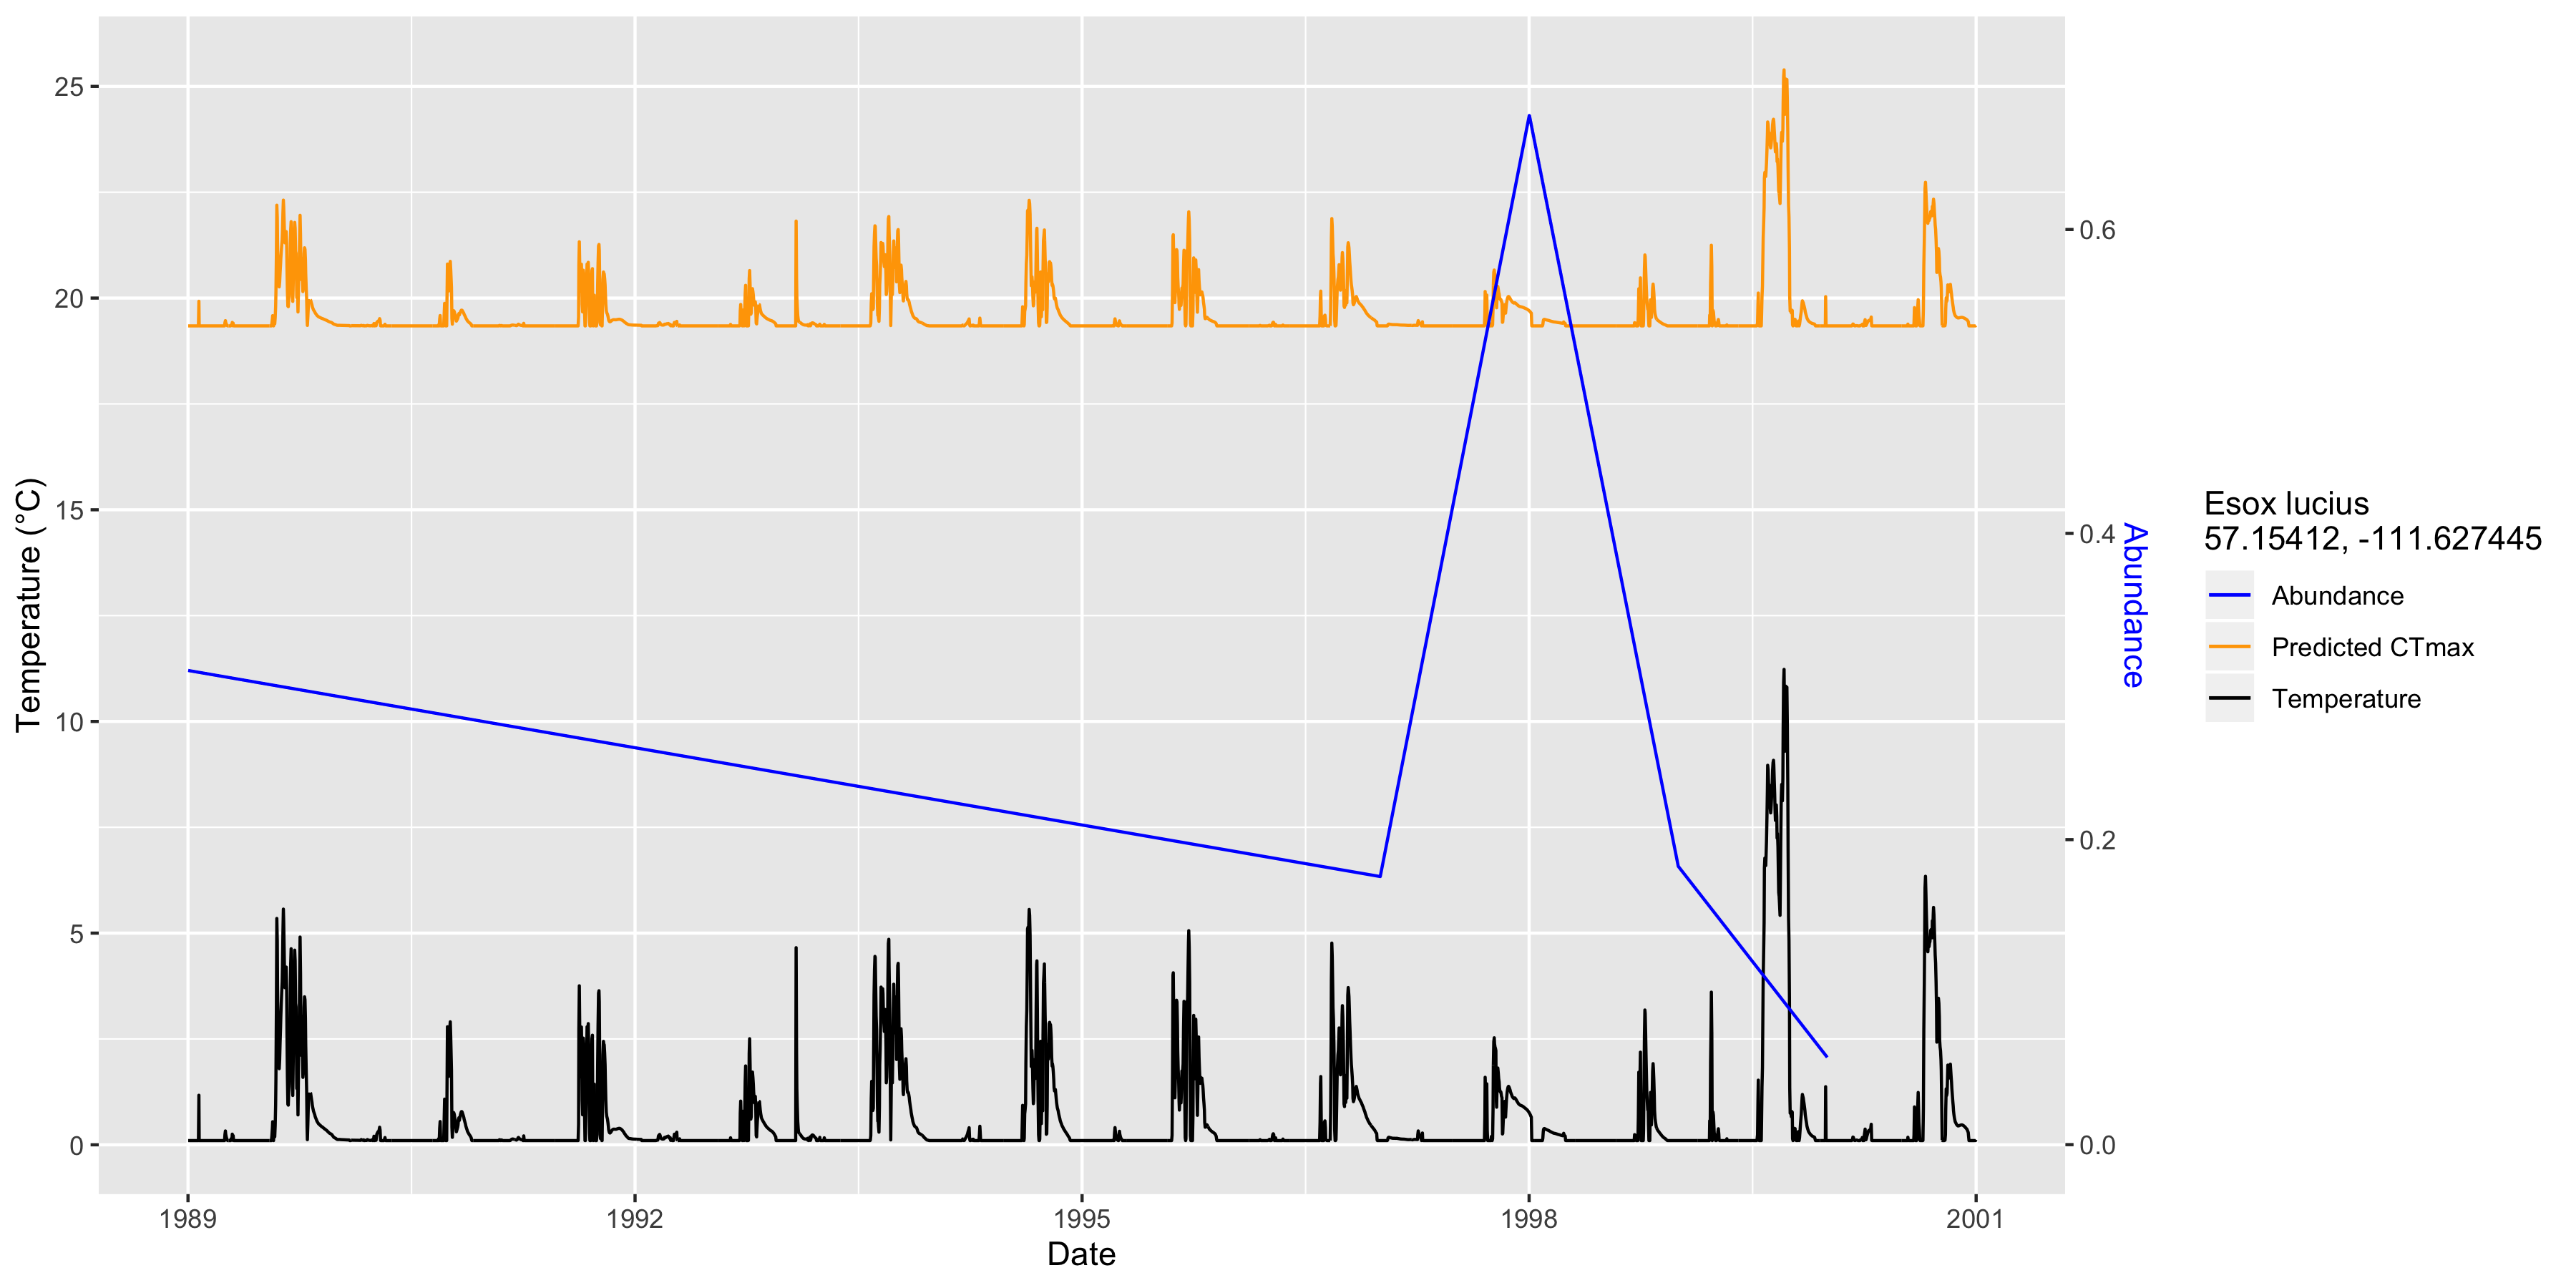 25
20
15
10
5
0
Temperature (°C)
1989
1992
1995
1998
2001
Date
0.6
0.4
0.2
0.0
Abundance
Esox lucius
57.15412, -111.627445
Abundance
Predicted CTmax
Temperature